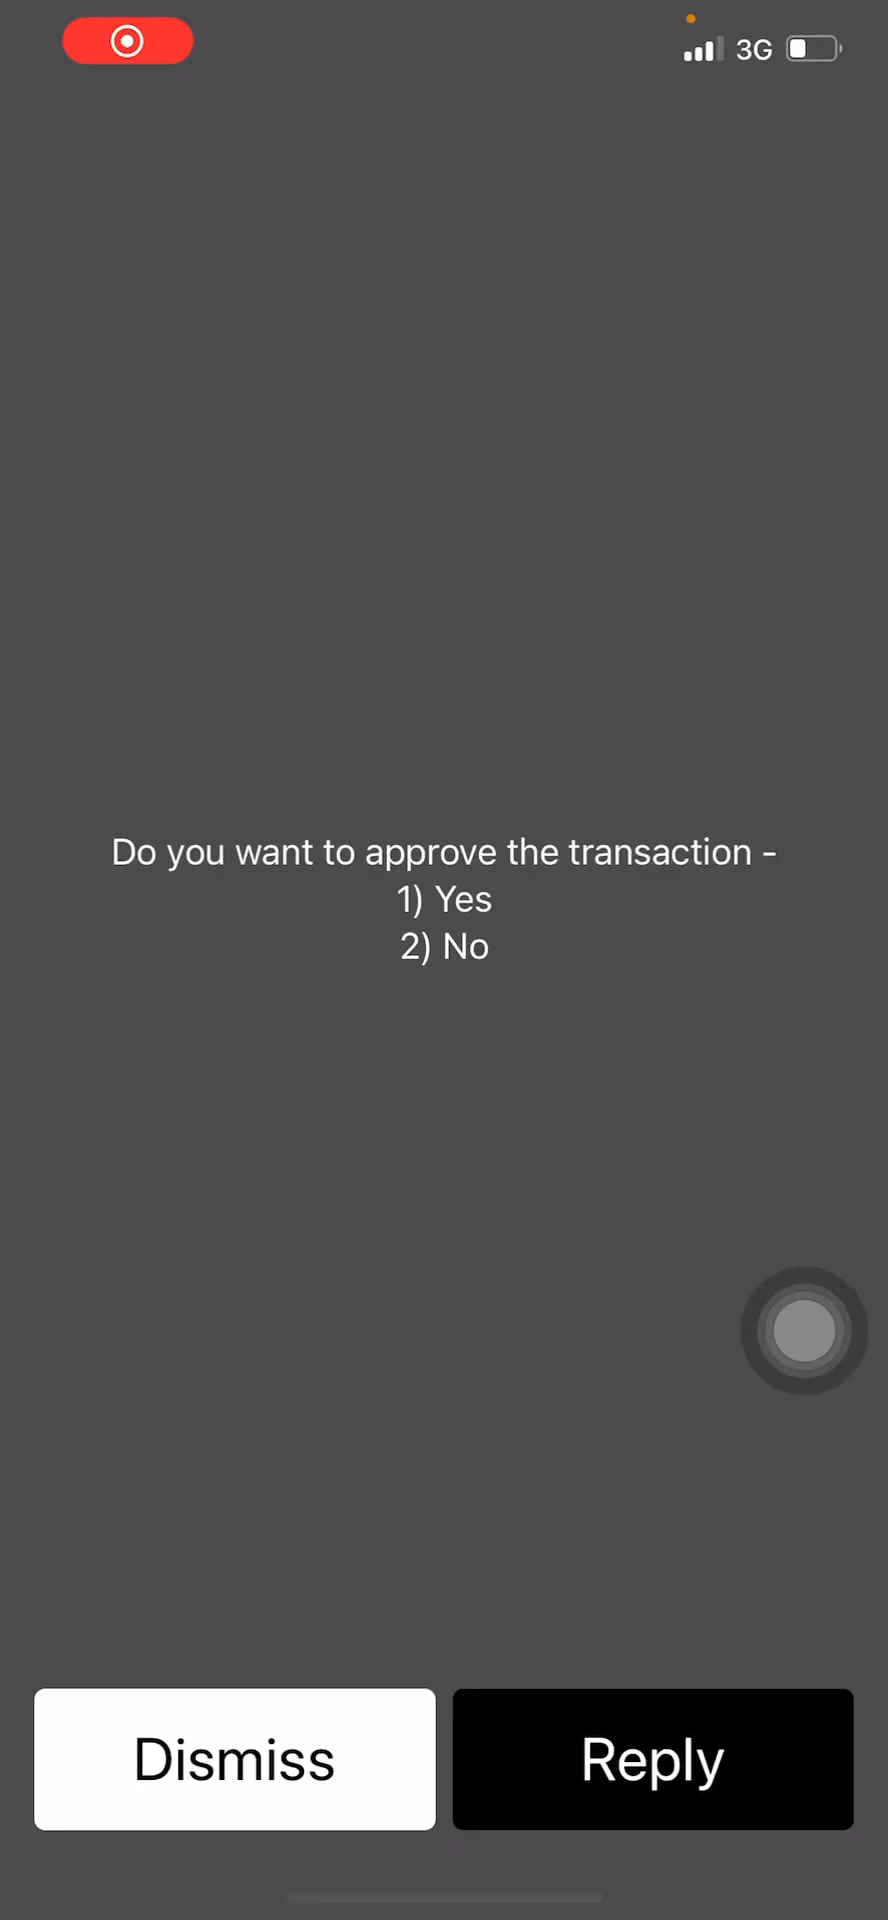 3G
Do you want to approve the transaction -
1) Yes
2) No
Dismiss
Reply